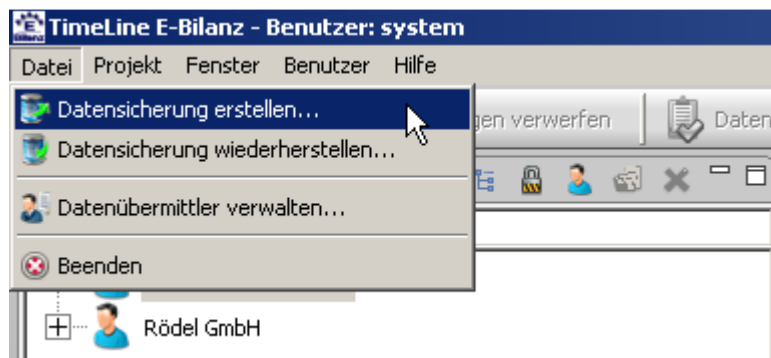 TimeLine E-Bilanz - Benutzer: system
Datei Projekt Fenster Benutzer Hilfe
Datensicherung erstellen...
gen verwerfen Daten
Datensicherung wiederherstellen...
Datenübermittler verwalten...
Beenden
Rödel GmbH